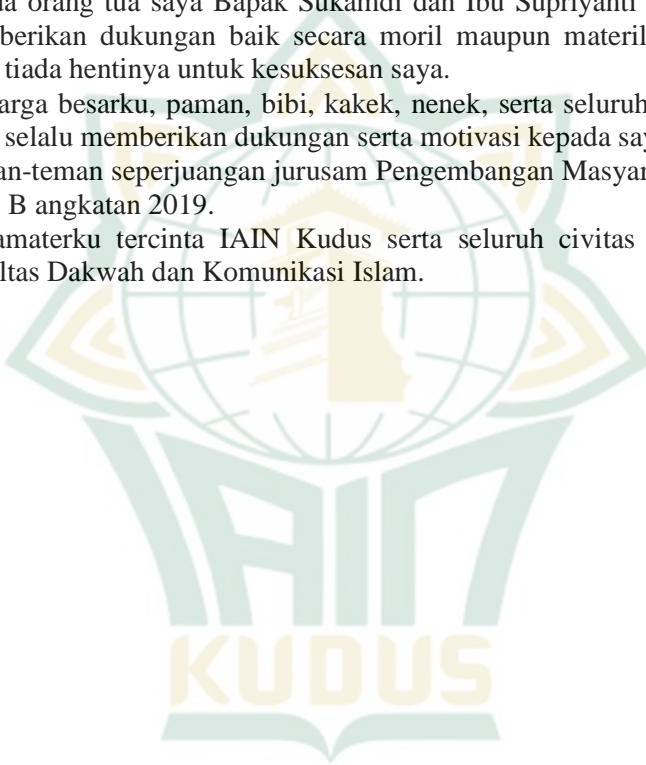 a orang tua saya Bapak Sukamdi dan Ibu Supriyanti
berikan dukungan baik secara moril maupun materil
tiada hentinya untuk kesuksesan saya.
arga besarku, paman, bibi, kakek, nenek, serta seluruh
selalu memberikan dukungan serta motivasi kepada say
an-teman seperjuangan jurusam Pengembangan Masyar
B angkatan 2019.
amaterku tercinta IAIN Kudus serta seluruh civitas
ltas Dakwah dan Komunikasi Islam.
IAIN
KUDUS